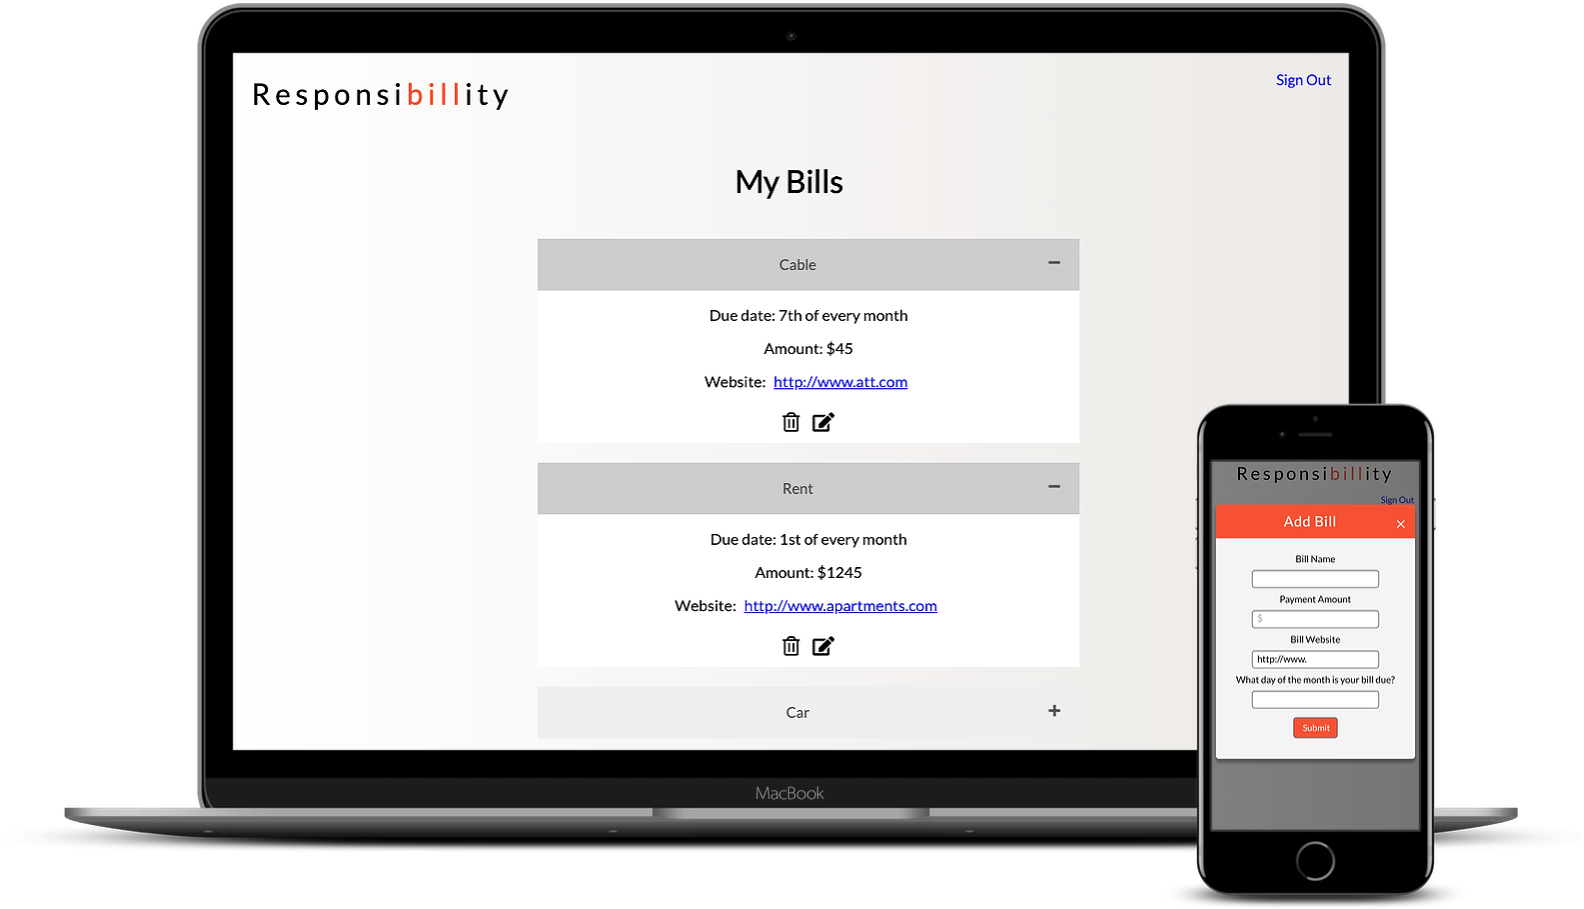 Responsibillity
Sign Out
My Bills
Cable
Due date: 7th of every month
Amount: $45
Website: http://www.att.com
Rent
Due date: 1st of every month
Amount: $1245
Website: http://www.apartments.com
Car
MacBook
Responsibillity
Sign Out
Add Bill
Bill Name
Payment Amount
$
Bill Website
http://www.
What day of the month is your bill due?
Submit